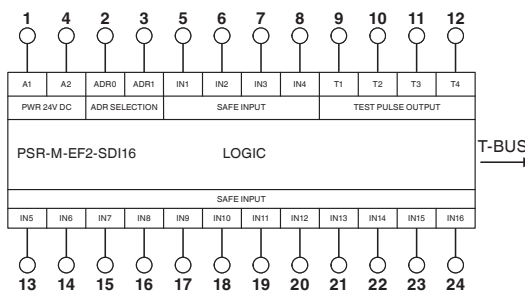 1 4 2 3 5 6 7 8 9 10 11 12
A1 A2 ADR0 ADR1 IN1 IN2 IN3 IN4 T1 T2 T3 T4
PWR 24V DC ADR SELECTION SAFE INPUT TEST PULSE OUTPUT
PSR-M-EF2-SDI16 LOGIC T-BUS
SAFE INPUT
IN5 IN6 IN7 IN8 IN9 IN10 IN11 IN12 IN13 IN14 IN15 IN16
13 14 15 16 17 18 19 20 21 22 23 24